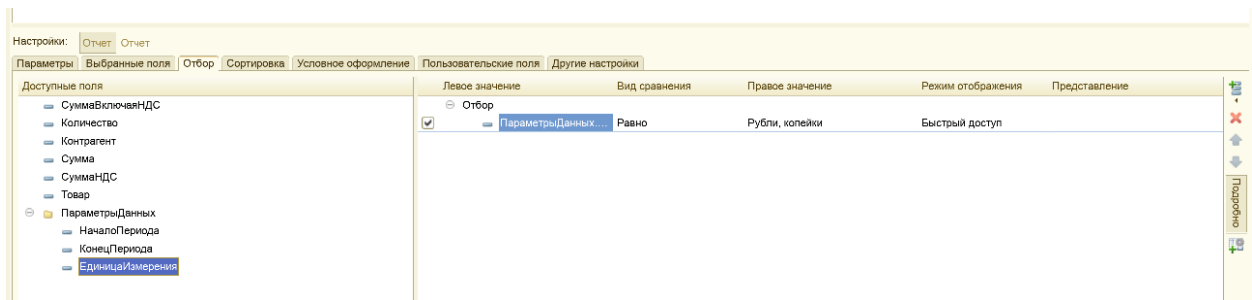 Настройки: Отчет Отчет
Параметры Выбранные поля Отбор Сортировка Условное оформление Пользовательские поля Другие настройки
Доступные поля
СуммаВключаяНДС
Количество
Контрагент
Сумма
СуммаНДС
Товар
ПараметрыДанных
НачалоПериода
КонецПериода
ЕдиницаИзмерения
Левое значение Вид сравнения Правое значение Режим отображения Представление
Отбор
ПараметрыДанных.... Равно Рубли, копейки Быстрый доступ
Подробно